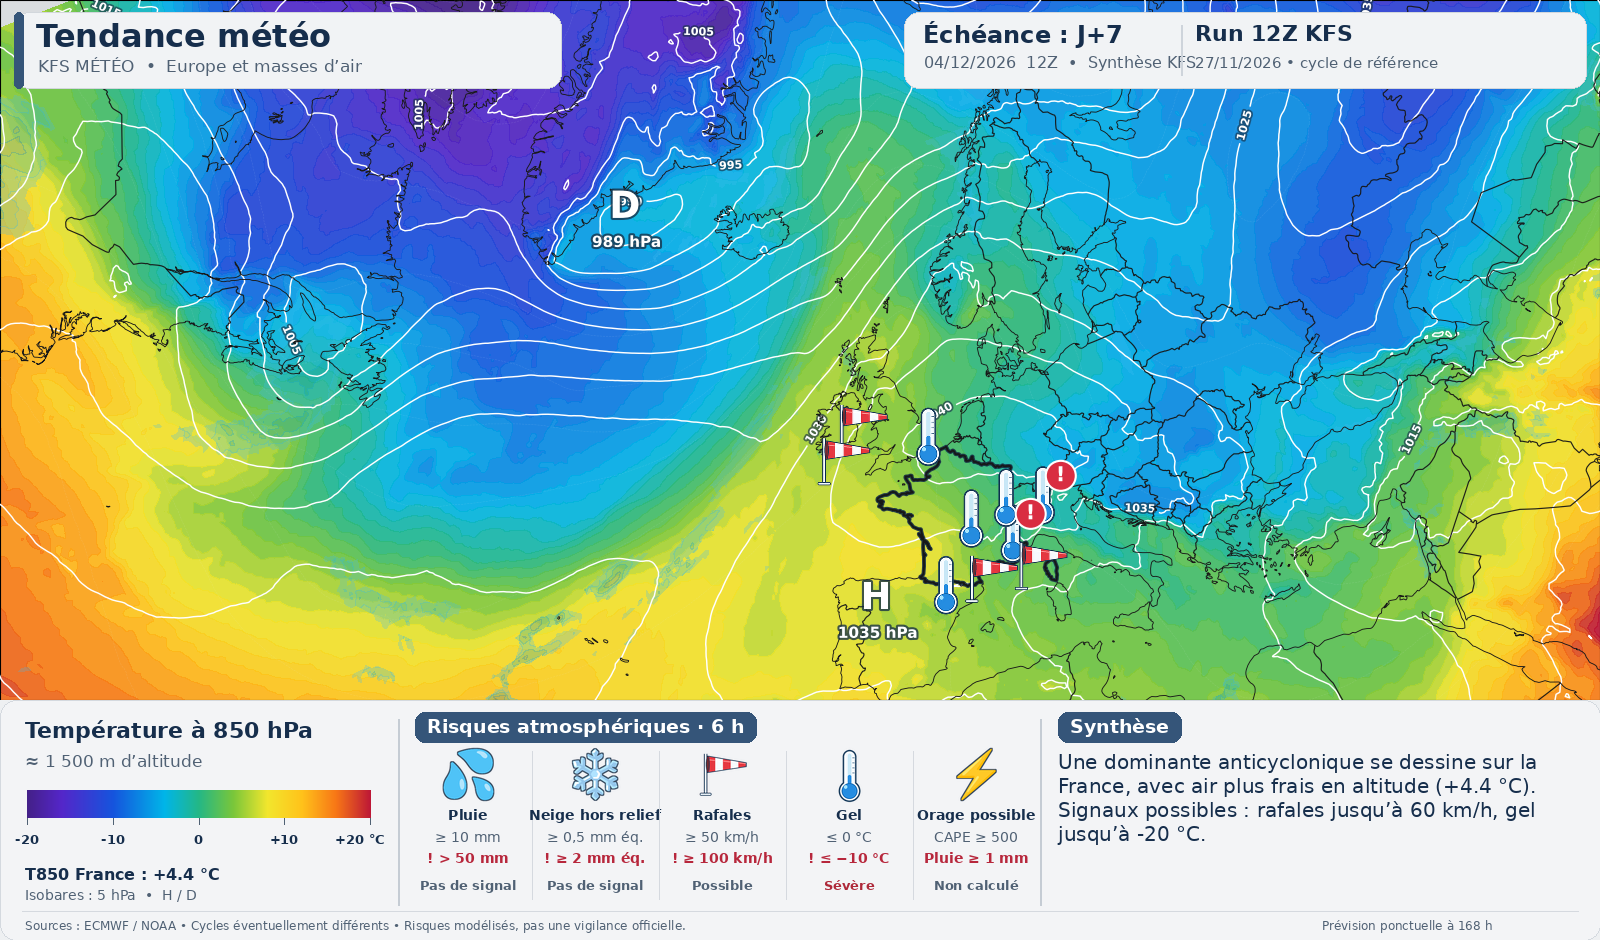 Tendance météo
KFS MÉTÉO • Europe et masses d’air
Échéance : J+7
04/12/2026 12Z • Synthèse KFS
Run 12Z KFS
27/11/2026 • cycle de référence
1015
1005
1005
995
1025
D
989 hPa
1005
1015
1035
H
1035 hPa
Température à 850 hPa
≈ 1 500 m d’altitude
-20 -10 0 +10 +20 °C
T850 France : +4.4 °C
Isobares : 5 hPa • H / D
Risques atmosphériques · 6 h
Pluie
≥ 10 mm
! > 50 mm
Pas de signal
Neige hors relief
≥ 0,5 mm éq.
! ≥ 2 mm éq.
Pas de signal
Rafales
≥ 50 km/h
! ≥ 100 km/h
Possible
Gel
≤ 0 °C
! ≤ −10 °C
Sévère
Orage possible
CAPE ≥ 500
Pluie ≥ 1 mm
Non calculé
Synthèse
Une dominante anticyclonique se dessine sur la
France, avec air plus frais en altitude (+4.4 °C).
Signaux possibles : rafales jusqu’à 60 km/h, gel
jusqu’à -20 °C.
Sources : ECMWF / NOAA • Cycles éventuellement différents • Risques modélisés, pas une vigilance officielle.
Prévision ponctuelle à 168 h